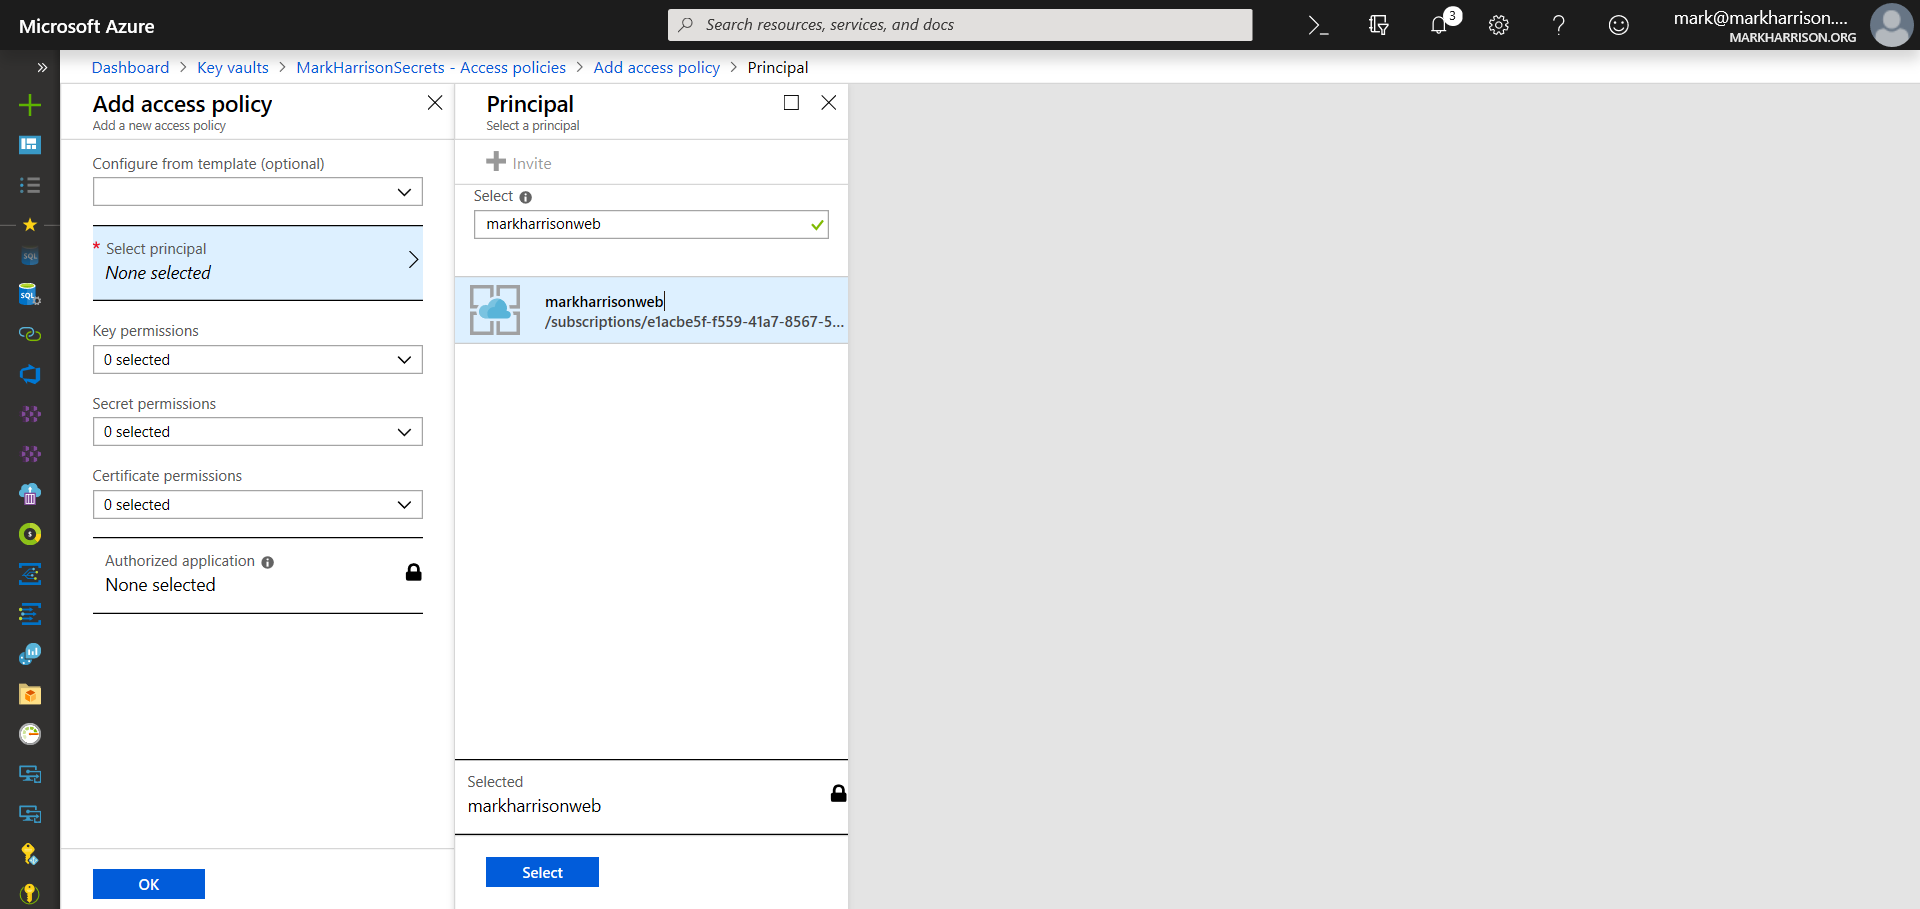 Microsoft Azure
Search resources, services, and docs
3
mark@markharrison....
MARKHARRISON.ORG
Dashboard > Key vaults > MarkHarrisonSecrets - Access policies > Add access policy > Principal
Add access policy
Add a new access policy
Configure from template (optional)
* Select principal
None selected
Key permissions
0 selected
Secret permissions
0 selected
Certificate permissions
0 selected
Authorized application
None selected
OK
Principal
Select a principal
Invite
Select
markharrisonweb
markharrisonweb
/subscriptions/e1acbe5f-f559-41a7-8567-5...
Selected
markharrisonweb
Select
SQL
SQL